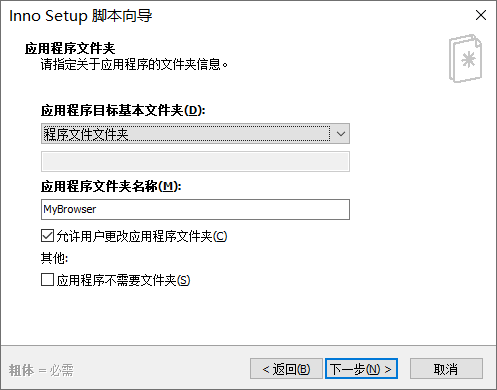 Inno Setup 脚本向导
应用程序文件夹
请指定关于应用程序的文件夹信息。
应用程序目标基本文件夹(D):
程序文件文件夹
应用程序文件夹名称(M):
MyBrowser
允许用户更改应用程序文件夹(C)
其他:
应用程序不需要文件夹(S)
粗体 = 必需
< 返回(B)
下一步(N) >
取消